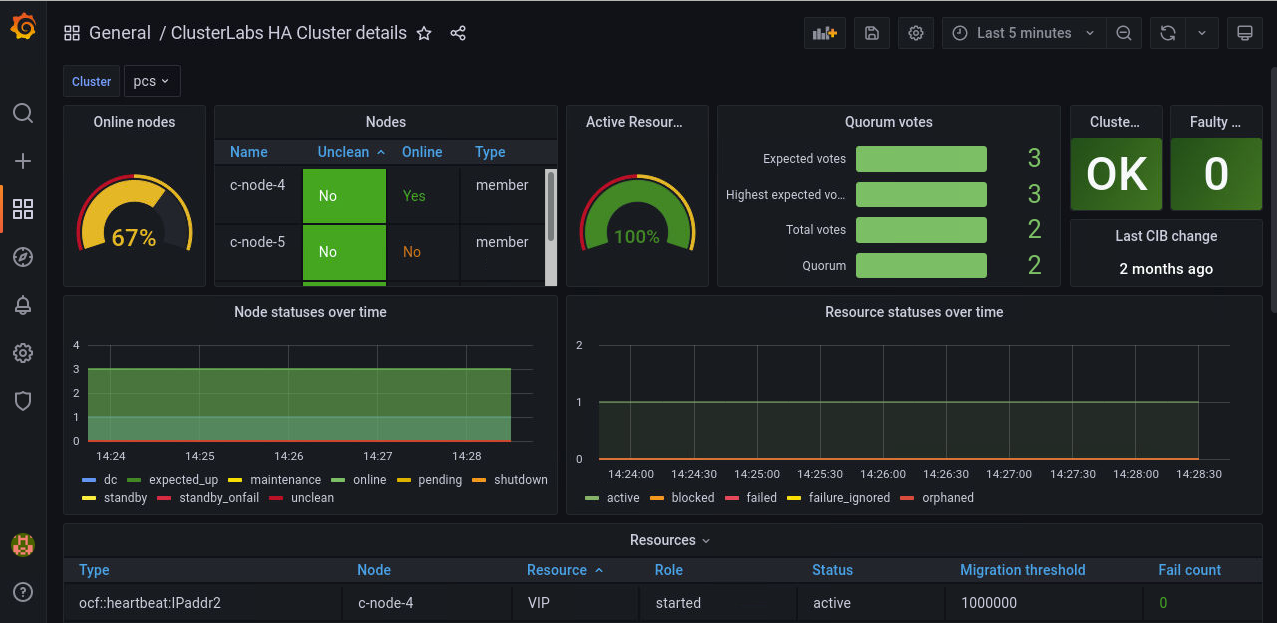 General / ClusterLabs HA Cluster details
Last 5 minutes
Cluster pcs
Online nodes
67%
Nodes
Name Unclean Online Type
c-node-4 No Yes member
c-node-5 No No member
Active Resour...
100%
Quorum votes
Expected votes 3
Highest expected vo... 3
Total votes 2
Quorum 2
Cluste...
OK
Faulty ...
0
Last CIB change
2 months ago
Node statuses over time
4
3
2
1
0
14:24 14:25 14:26 14:27 14:28
dc expected_up maintenance online pending shutdown
standby standby_onfail unclean
Resource statuses over time
2
1
0
14:24:00 14:24:30 14:25:00 14:25:30 14:26:00 14:26:30 14:27:00 14:27:30 14:28:00 14:28:30
active blocked failed failure_ignored orphaned
Resources
Type Node Resource Role Status Migration threshold Fail count
ocf::heartbeat:IPaddr2 c-node-4 VIP started active 1000000 0